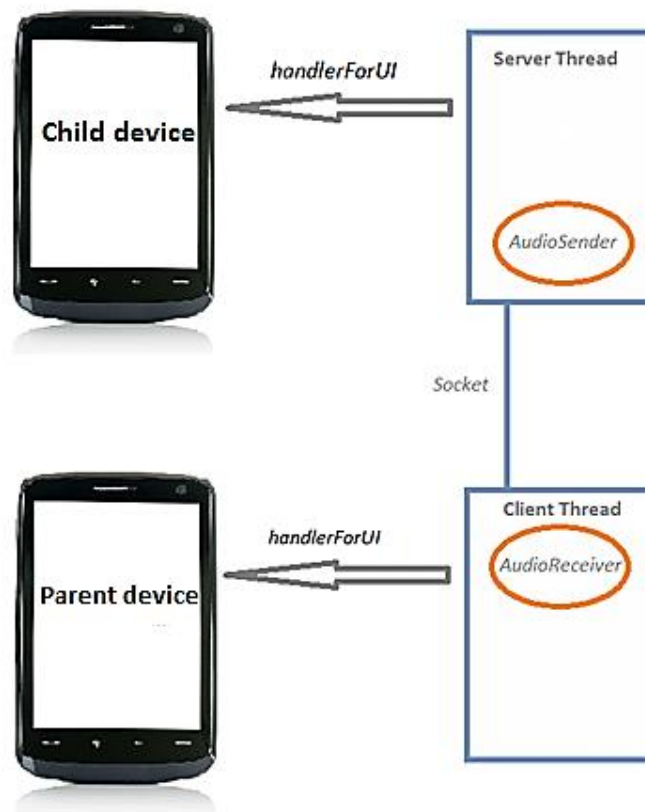 handlerForUI
Server Thread
Child device
AudioSender
Socket
Client Thread
handlerForUI
AudioReceiver
Parent device
...